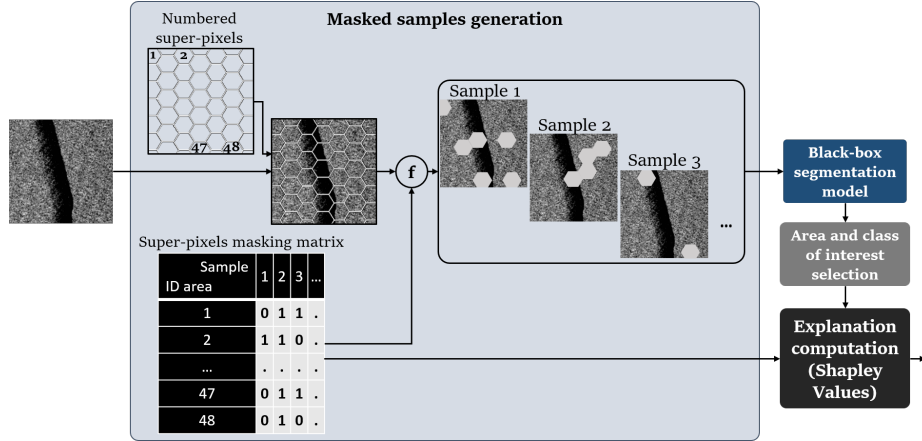 Masked samples generation
Numbered
super-pixels
1 2
47 48
f
Sample 1
Sample 2
Sample 3
...
Black-box
segmentation
model
Area and class
of interest
selection
Explanation
computation
(Shapley
Values)
Super-pixels masking matrix
Sample
ID area
1 2 3 ...
1 0 1 1 .
2 1 1 0 .
... . . . .
47 0 1 1 .
48 0 1 0 .